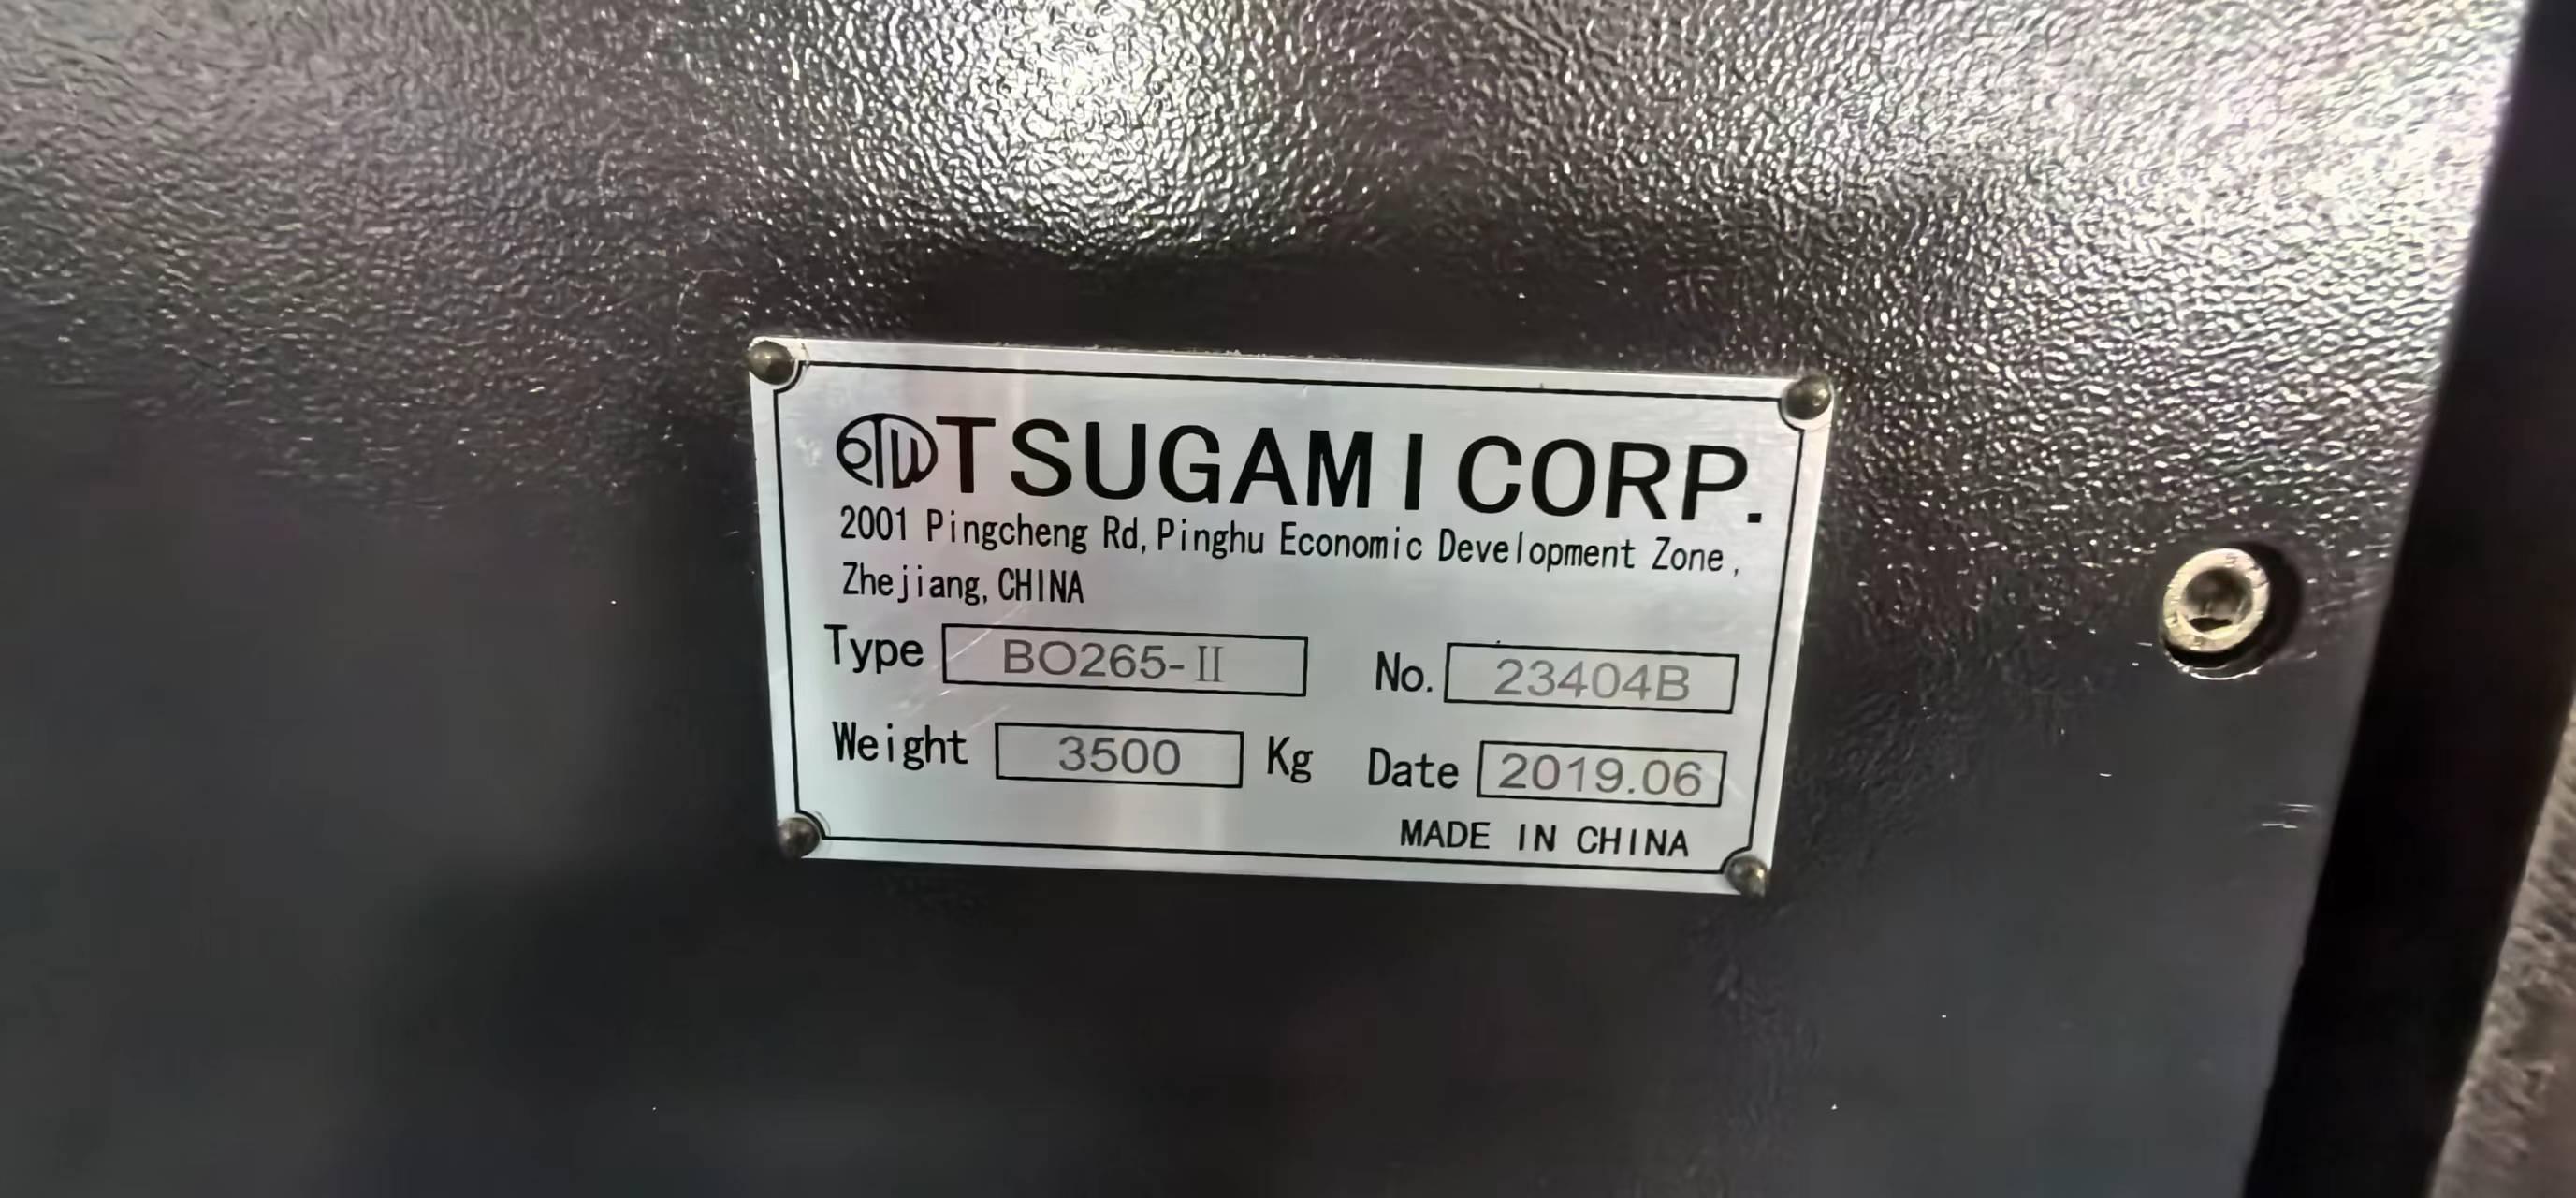 TSUGAMI CORP.
2001 Pingcheng Rd, Pinghu Economic Development Zone,
Zhejiang, CHINA
Type BO265-II No. 23404B
Weight 3500 Kg Date 2019.06
MADE IN CHINA